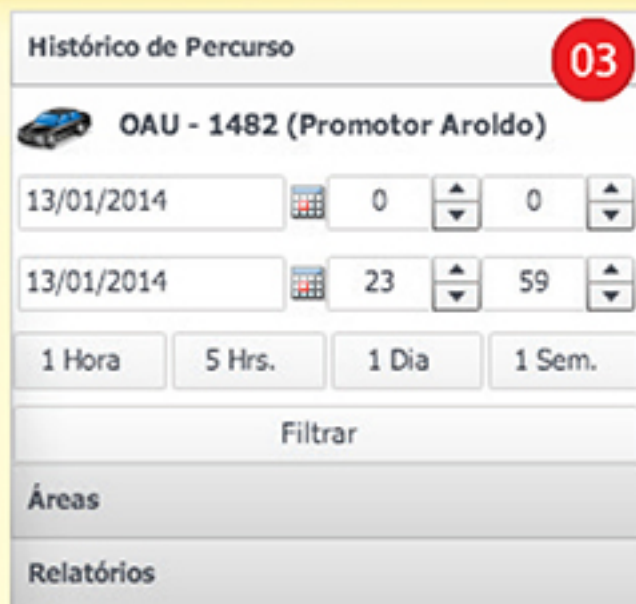 Histórico de Percurso
03
OAU - 1482 (Promotor Aroldo)
13/01/2014 0 0
13/01/2014 23 59
1 Hora 5 Hrs. 1 Dia 1 Sem.
Filtrar
Áreas
Relatórios